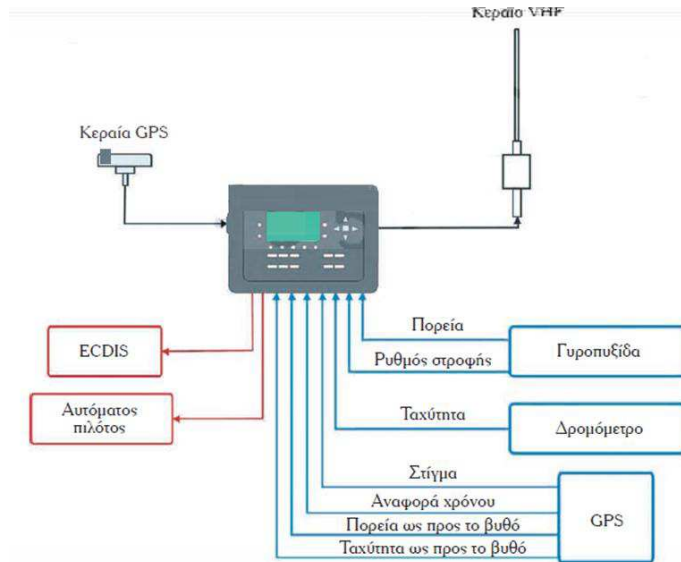 Κεραίο VHF
Κεραία GPS
ECDIS
Αυτόματος
πιλότος
Πορεία
Ρυθμός στροφής
Γυροπυξίδα
Ταχύτητα
Δρομόμετρο
Στίγμα
Αναφορά χρόνου
Πορεία ως προς το βυθό
Ταχύτητα ως προς το βυθό
GPS